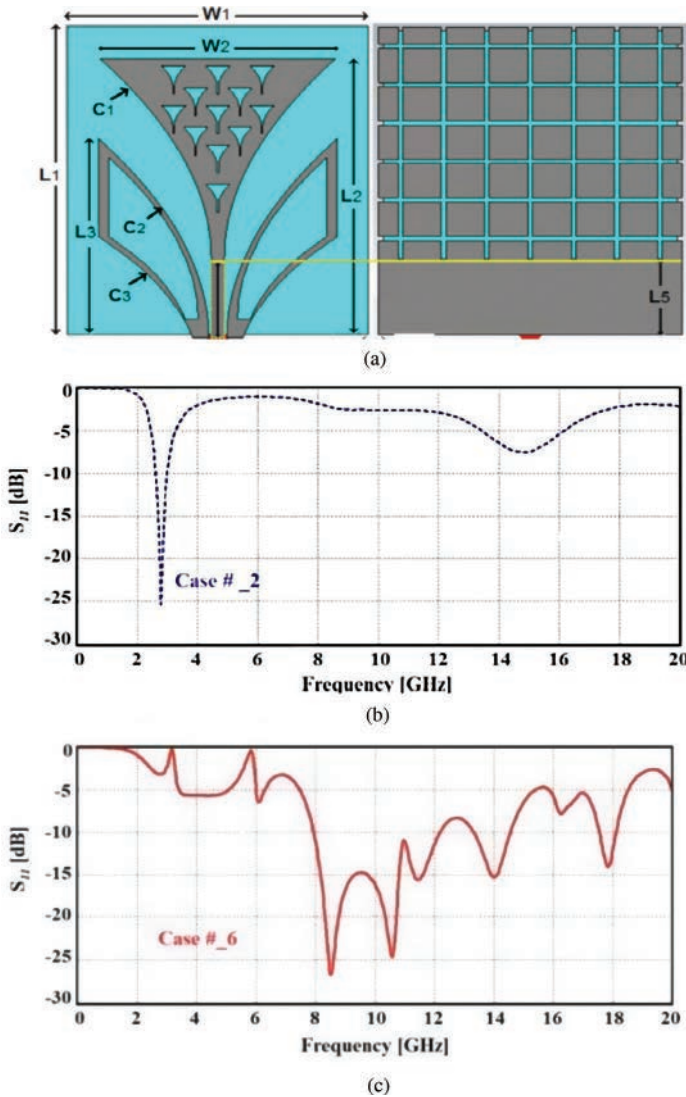 W1
W2
C1
L1
L2
L3
C2
C3
L5
(a)
0
-5
-10
-15
-20
-25
-30
S11 [dB]
Case # _2
0 2 4 6 8 10 12 14 16 18 20
Frequency [GHz]
(b)
0
-5
-10
-15
-20
-25
-30
S11 [dB]
Case #_6
0 2 4 6 8 10 12 14 16 18 20
Frequency [GHz]
(c)